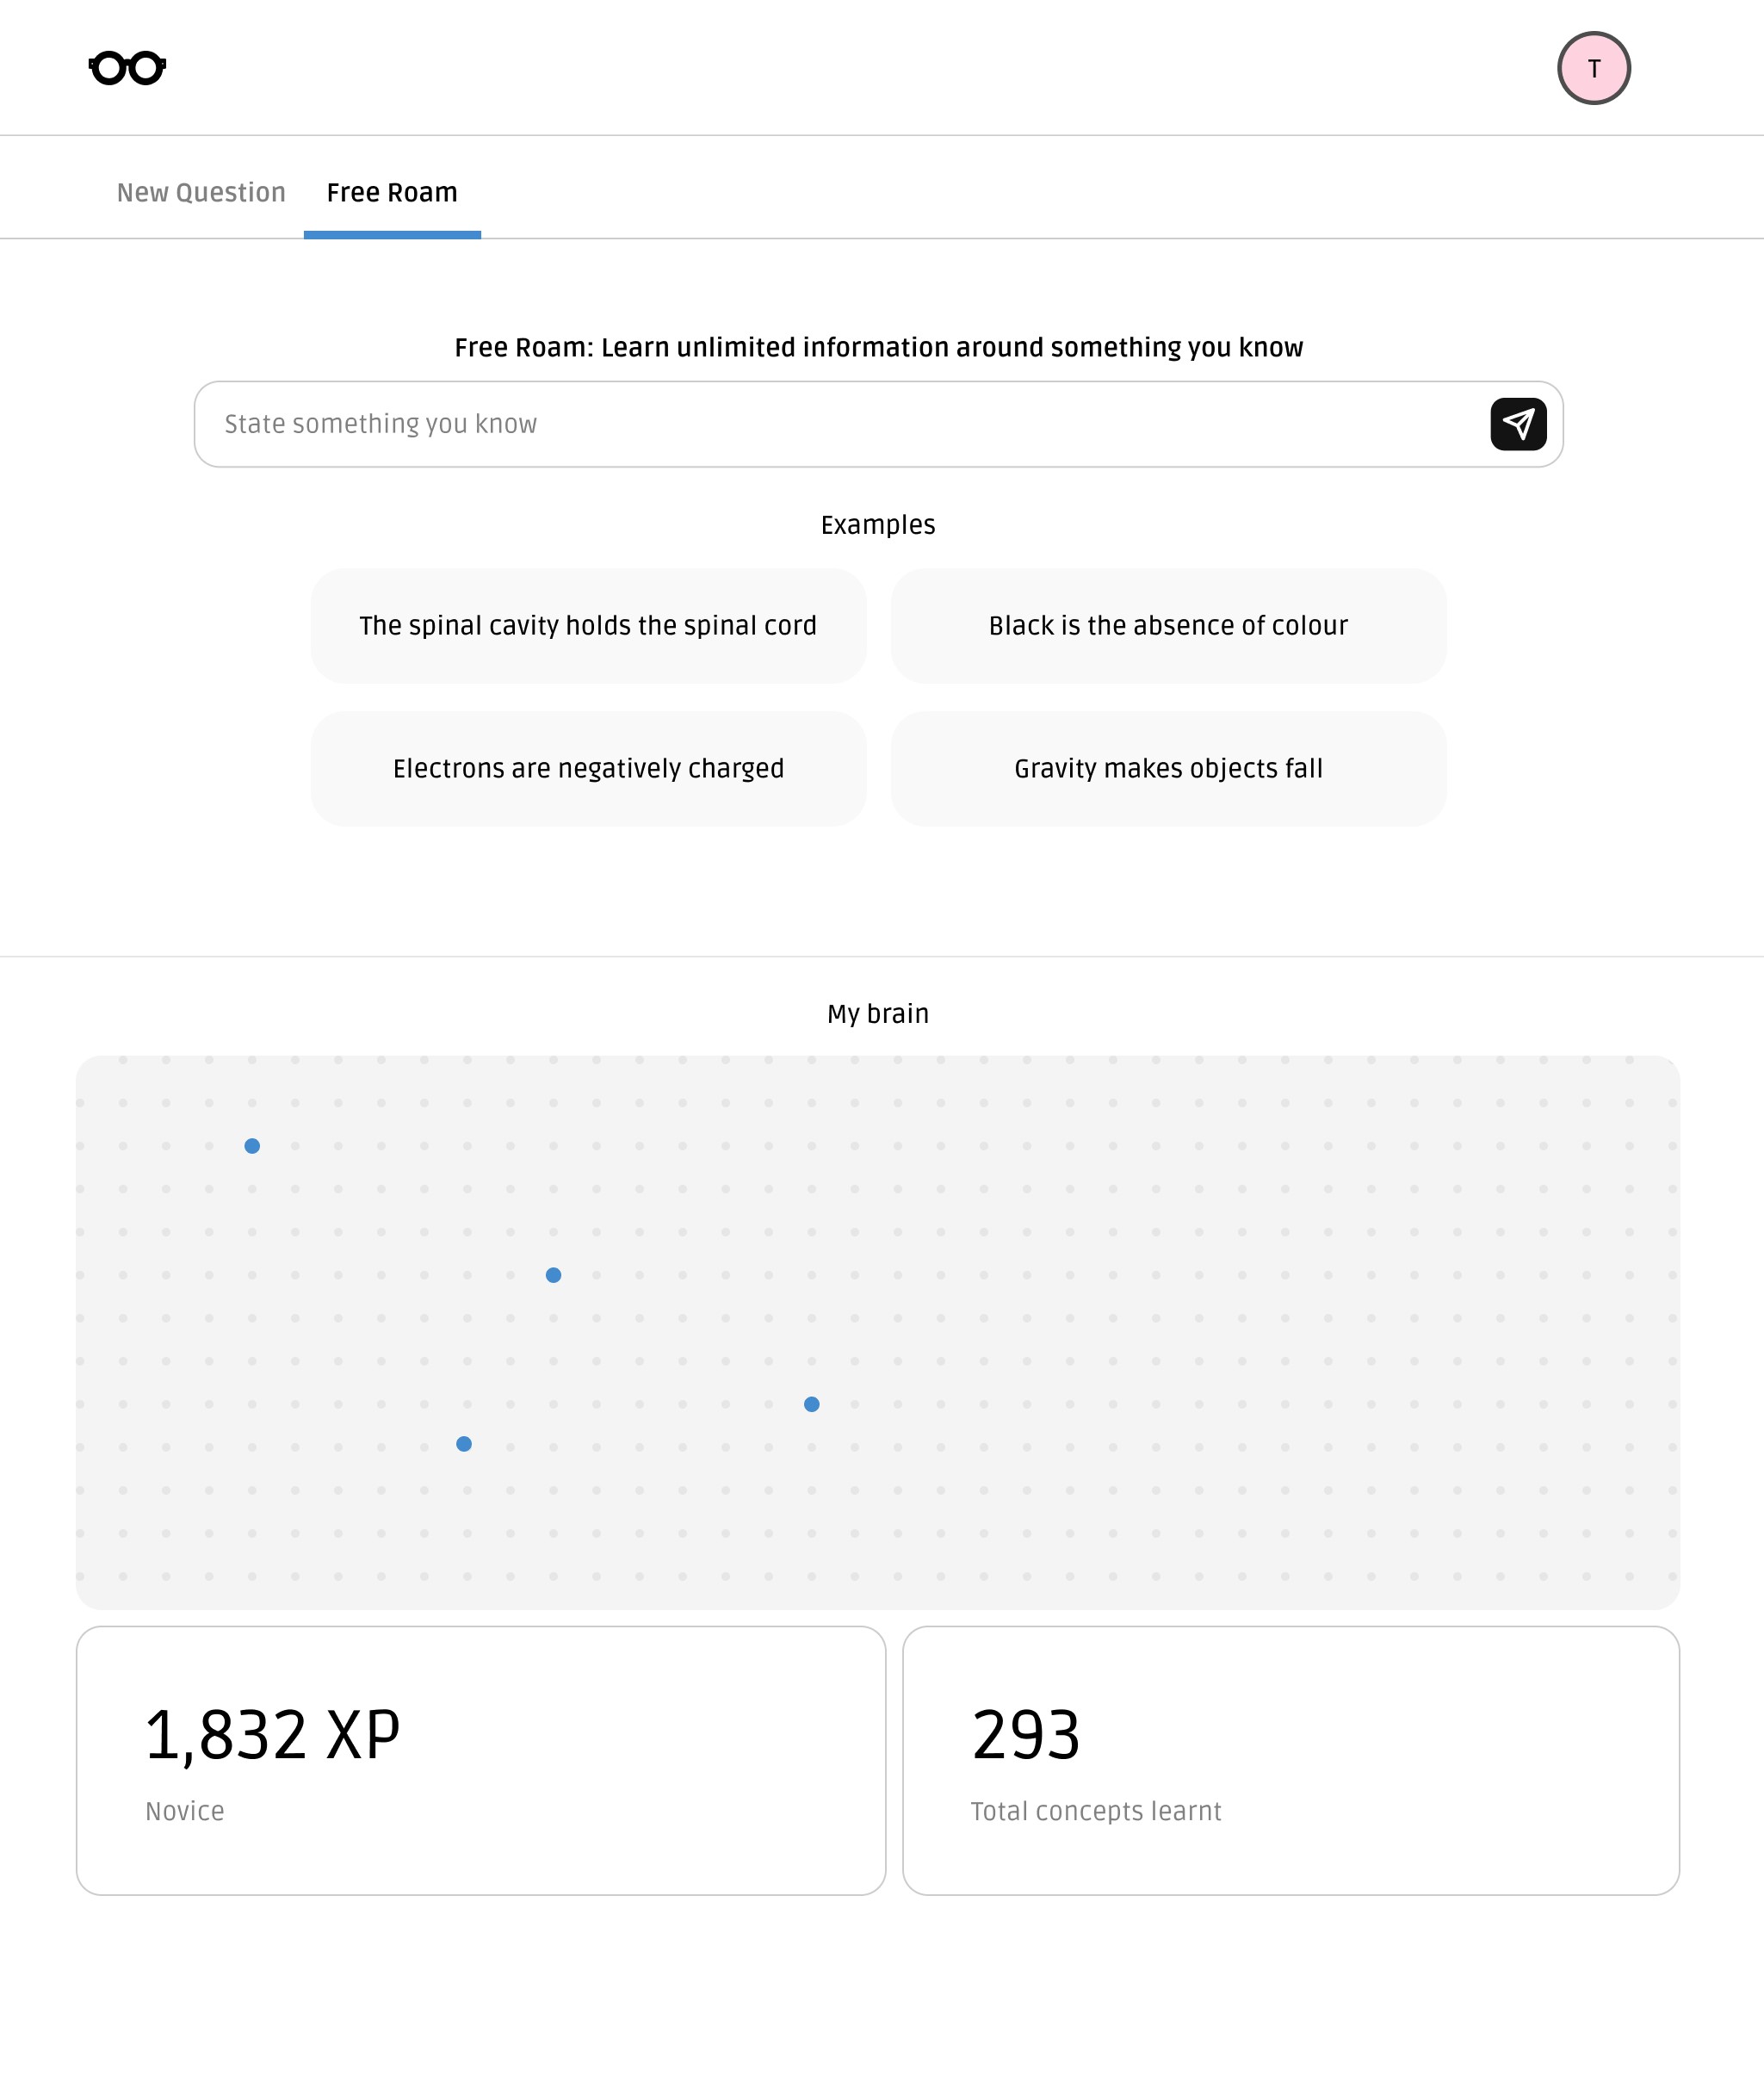 T
New Question
Free Roam
Free Roam: Learn unlimited information around something you know
State something you know
Examples
The spinal cavity holds the spinal cord
Black is the absence of colour
Electrons are negatively charged
Gravity makes objects fall
My brain
1,832 XP
Novice
293
Total concepts learnt